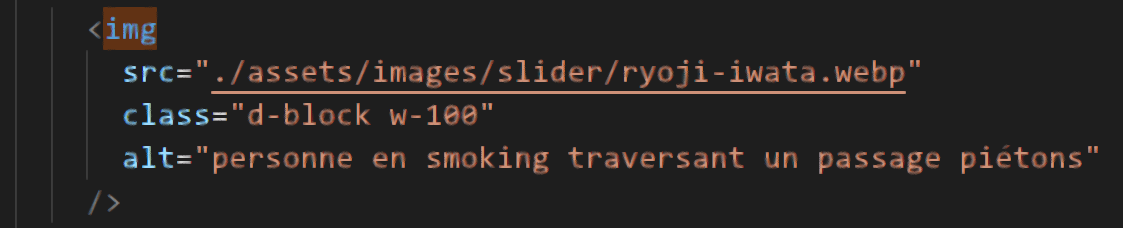 <img
src="./assets/images/slider/ryoji-iwata.webp"
class="d-block w-100"
alt="personne en smoking traversant un passage piétons"
/>